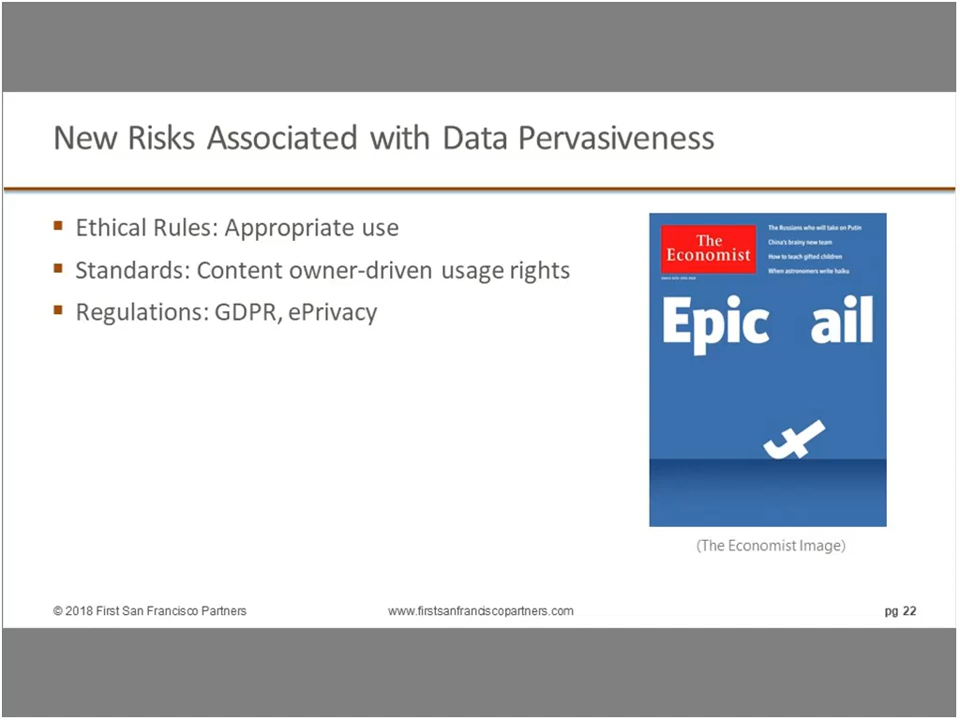 New Risks Associated with Data Pervasiveness
Ethical Rules: Appropriate use
Standards: Content owner-driven usage rights
Regulations: GDPR, ePrivacy
The
Economist
The Russians who will take on Putin
China's brainy new team
How to teach gifted children
When astronomers write haiku
Epic ail
f
(The Economist Image)
© 2018 First San Francisco Partners
www.firstsanfranciscopartners.com
pg 22